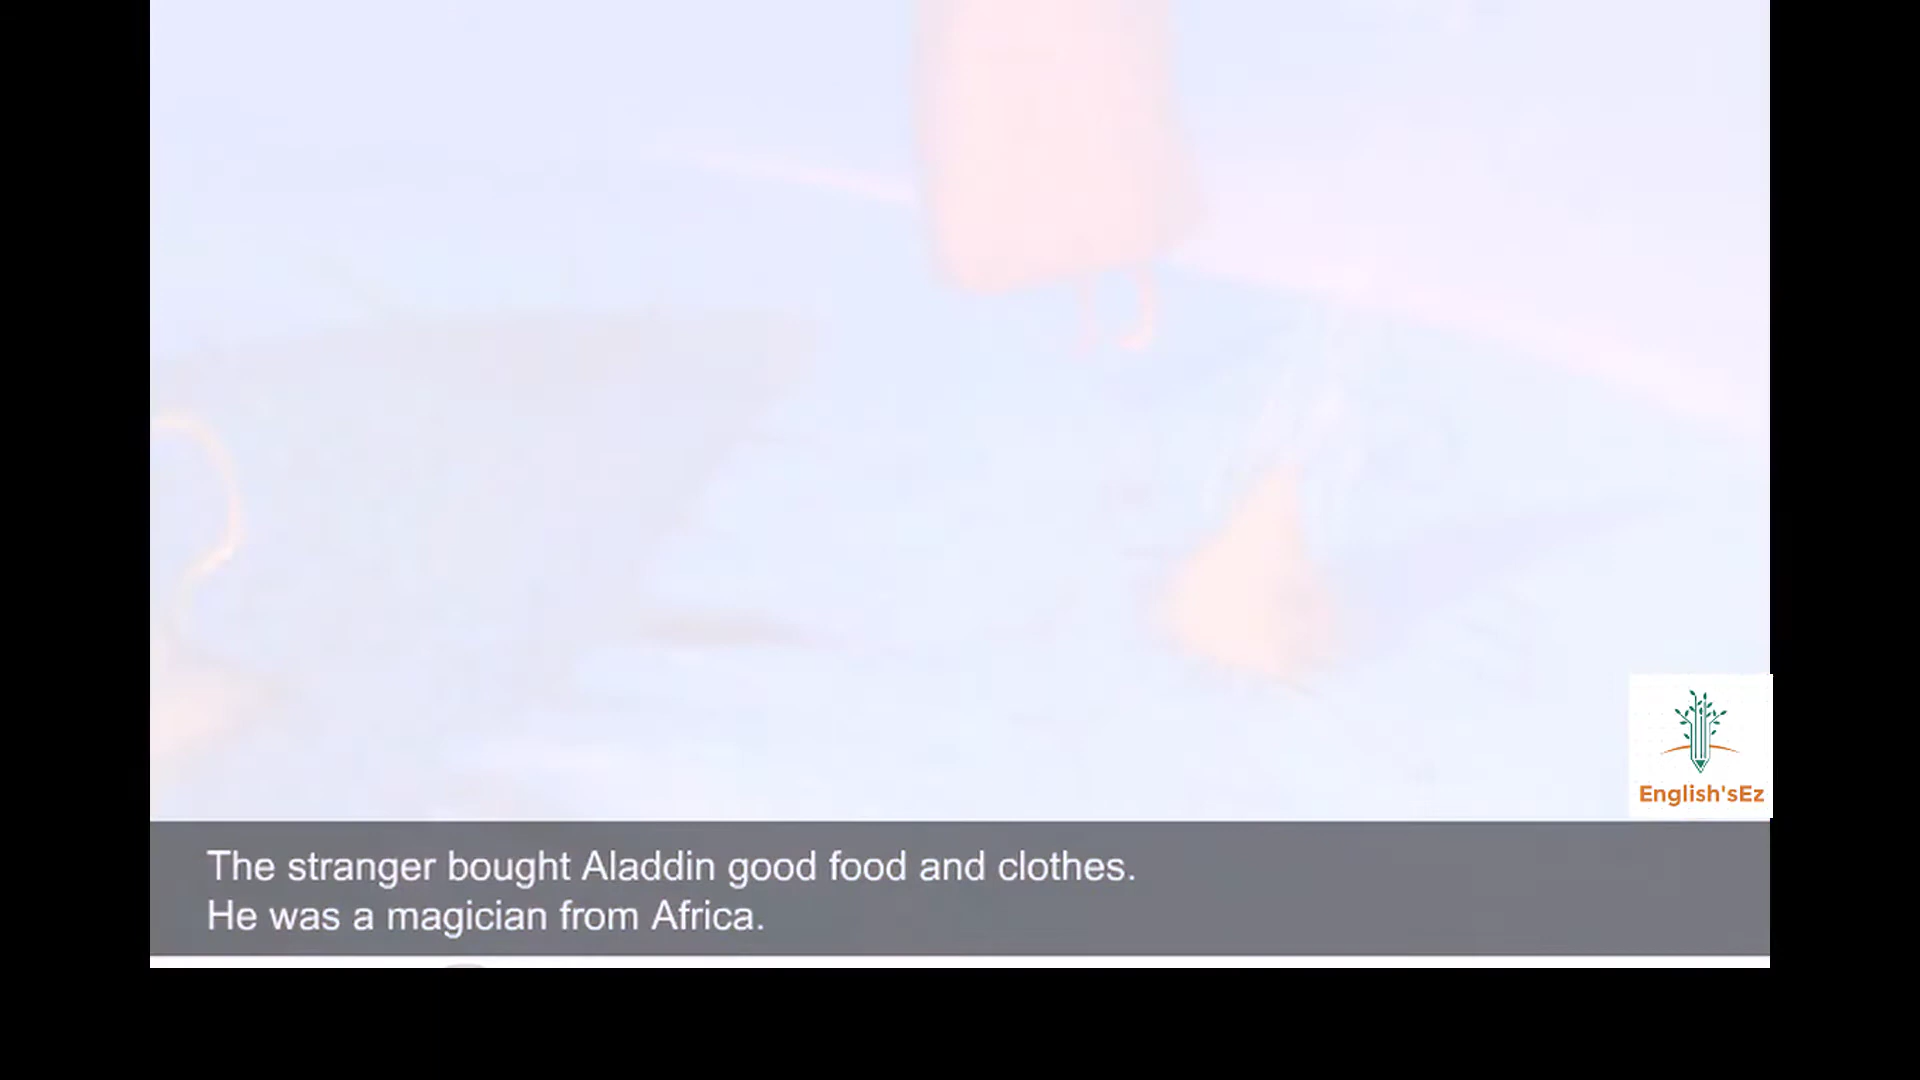 English'sEz
The stranger bought Aladdin good food and clothes.
He was a magician from Africa.